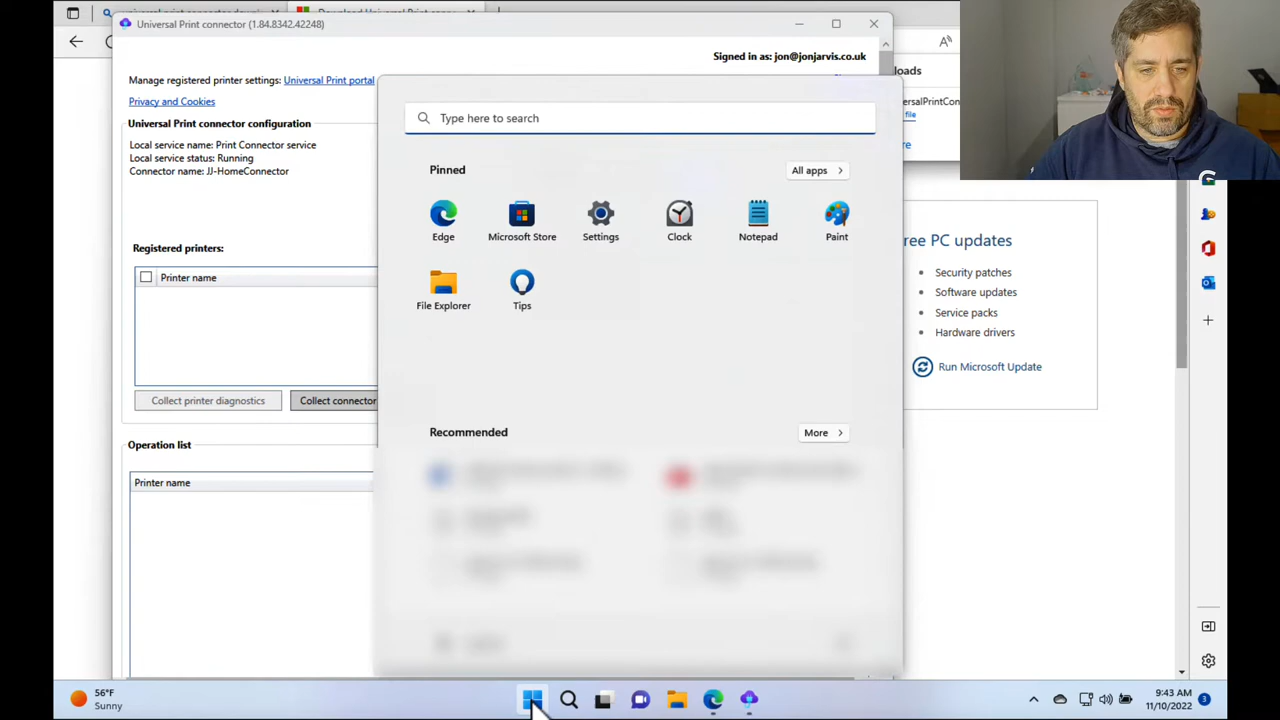 Universal Print connector (1.84.8342.42248)
Signed in as: jon@jonjarvis.co.uk
Manage registered printer settings: Universal Print portal
Privacy and Cookies
Universal Print connector configuration
Local service name: Print Connector service
Local service status: Running
Connector name: JJ-HomeConnector
Registered printers:
Printer name
Collect printer diagnostics
Collect connector
Operation list
Printer name
Type here to search
Pinned
All apps
Edge
Microsoft Store
Settings
Clock
Notepad
Paint
File Explorer
Tips
Recommended
More
loads
ersalPrintCon
file
ree PC updates
Security patches
Software updates
Service packs
Hardware drivers
Run Microsoft Update
56°F
Sunny
9:43 AM
11/10/2022
3